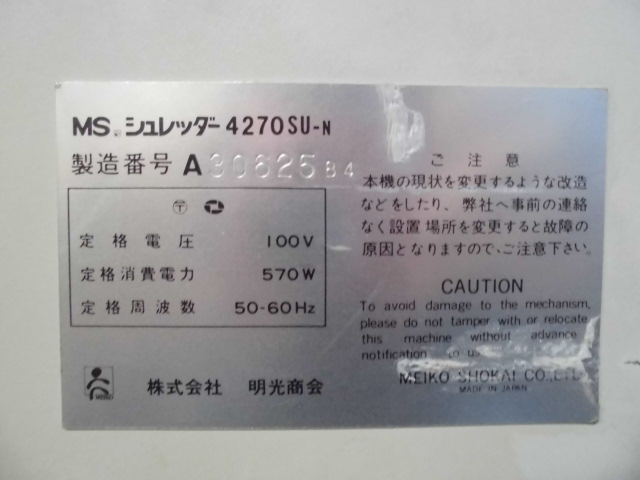 MS シュレッダー 4270SU-N
製造番号 A 3062584
〒
定格電圧 100V
定格消費電力 570W
定格周波数 50-60Hz
MEIKO
株式会社 明光商会
ご注意
本機の現状を変更するような改造
などをしたり、弊社へ事前の連絡
なく設置場所を変更すると故障の
原因となりますので、ご注意下さい。
CAUTION
To avoid damage to the mechanism,
please do not tamper with or relocate
this machine without advance
notification to us
MEIKO SHOKAI CO.,LTD.
MADE IN JAPAN